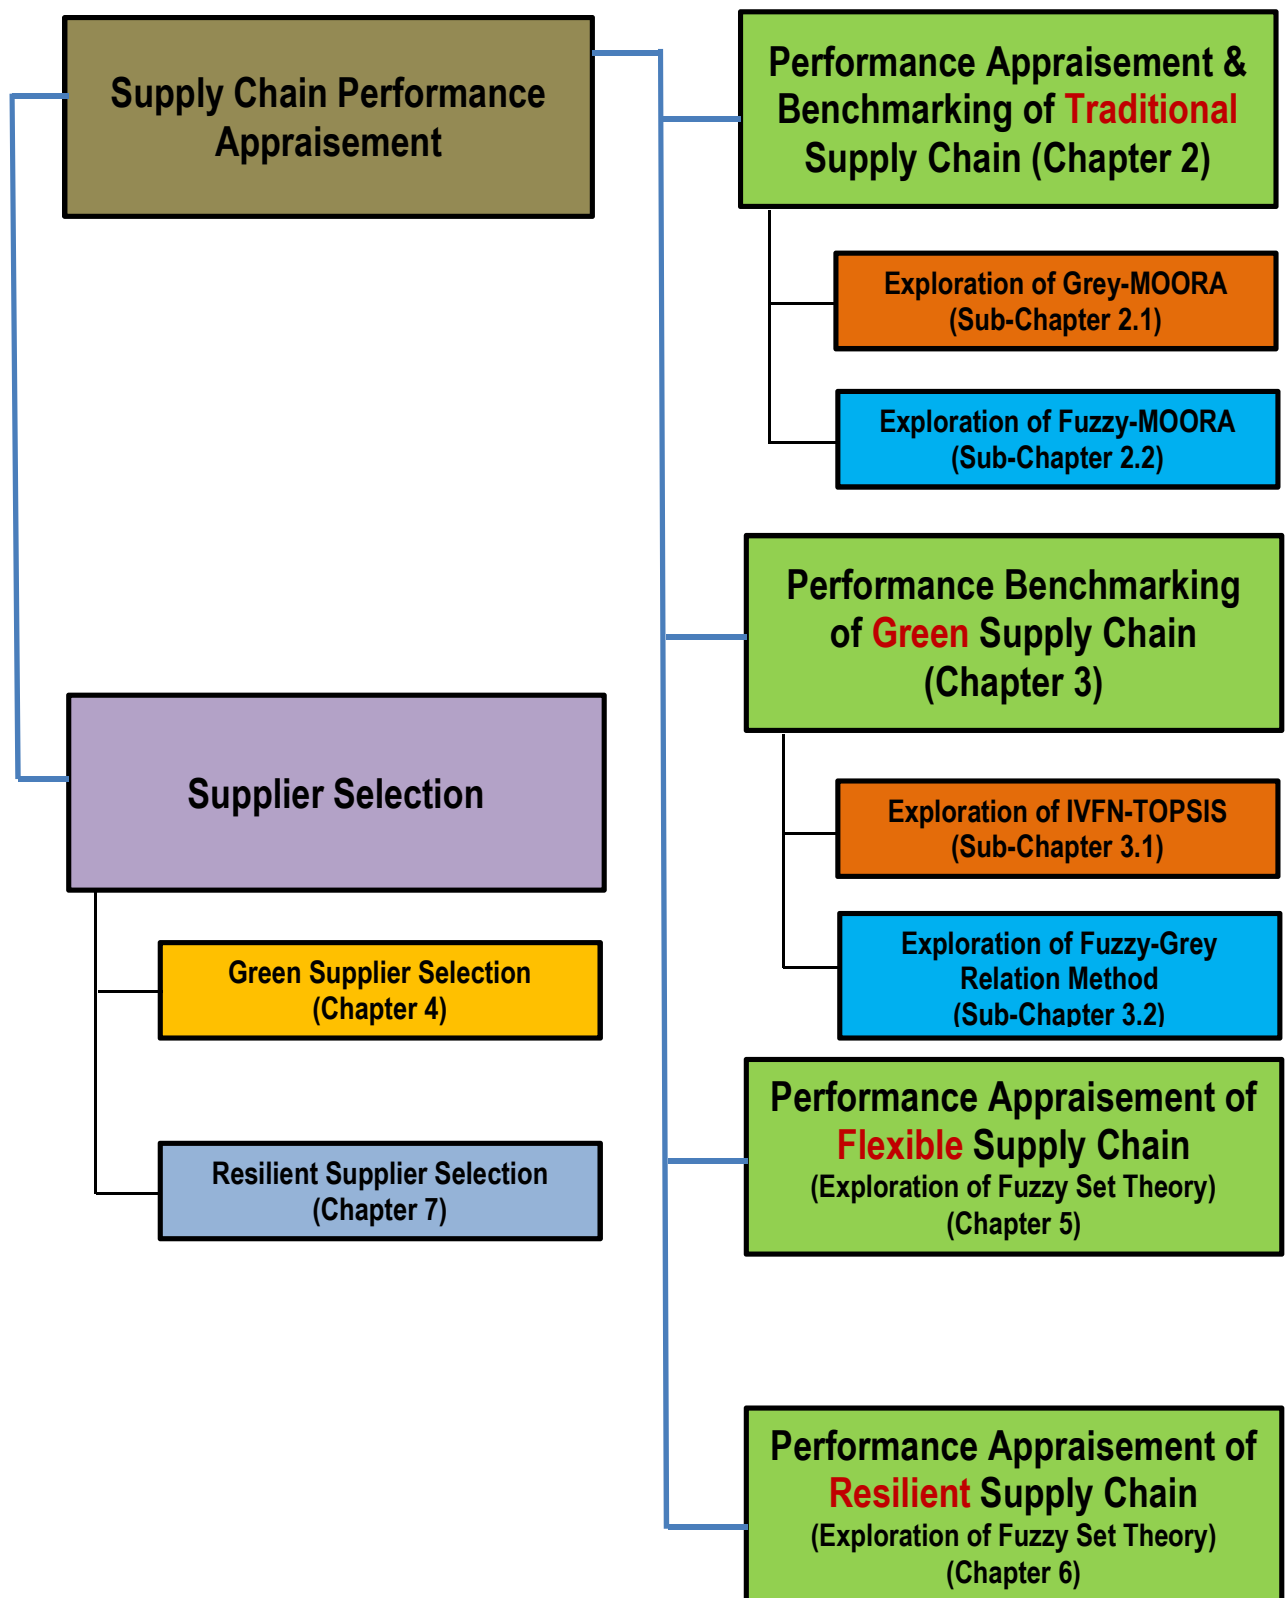 Supply Chain Performance
Appraisement
Supplier Selection
Green Supplier Selection
(Chapter 4)
Resilient Supplier Selection
(Chapter 7)
Performance Appraisement &
Benchmarking of Traditional
Supply Chain (Chapter 2)
Exploration of Grey-MOORA
(Sub-Chapter 2.1)
Exploration of Fuzzy-MOORA
(Sub-Chapter 2.2)
Performance Benchmarking
of Green Supply Chain
(Chapter 3)
Exploration of IVFN-TOPSIS
(Sub-Chapter 3.1)
Exploration of Fuzzy-Grey
Relation Method
(Sub-Chapter 3.2)
Performance Appraisement of
Flexible Supply Chain
(Exploration of Fuzzy Set Theory)
(Chapter 5)
Performance Appraisement of
Resilient Supply Chain
(Exploration of Fuzzy Set Theory)
(Chapter 6)